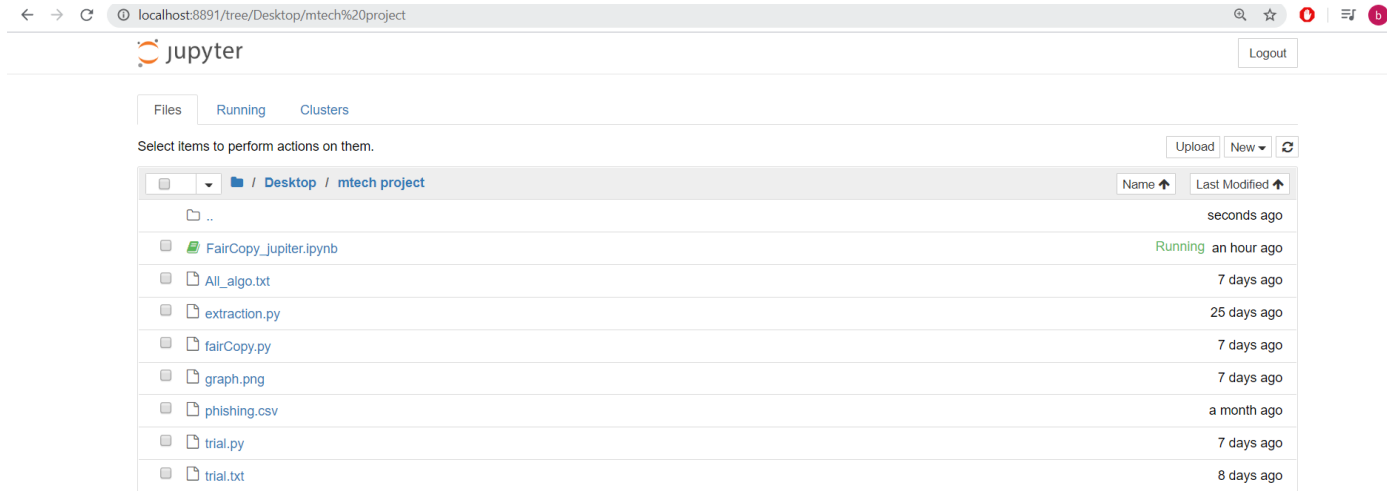 localhost:8891/tree/Desktop/mtech%20project
b
jupyter
Logout
Files Running Clusters
Select items to perform actions on them.
Upload New
/ Desktop / mtech project
Name Last Modified
..
seconds ago
FairCopy_jupiter.ipynb Running an hour ago
All_algo.txt 7 days ago
extraction.py 25 days ago
fairCopy.py 7 days ago
graph.png 7 days ago
phishing.csv a month ago
trial.py 7 days ago
trial.txt 8 days ago